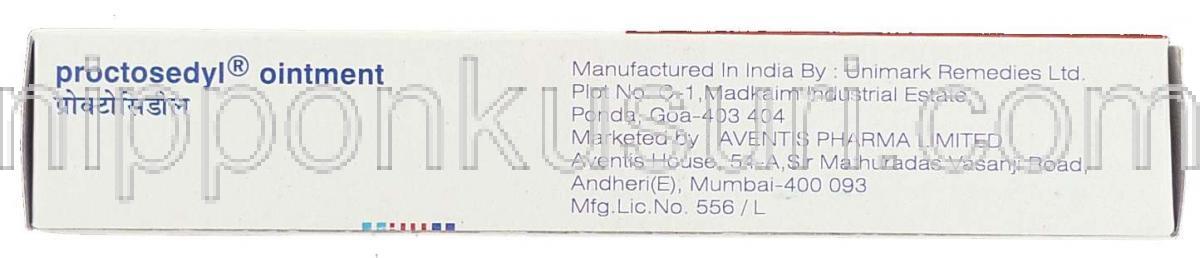 proctosedyl® ointment
प्रोक्टोसिडील
Manufactured In India By : Unimark Remedies Ltd.
Plot No. C-1, Madkaim Industrial Estate,
Ponda, Goa-403 404
Marketed by : AVENTIS PHARMA LIMITED
Aventis House, 54-A, Sir Mathuradas Vasanji Road,
Andheri(E), Mumbai-400 093
Mfg.Lic.No. 556 / L
nipponkusuri.com